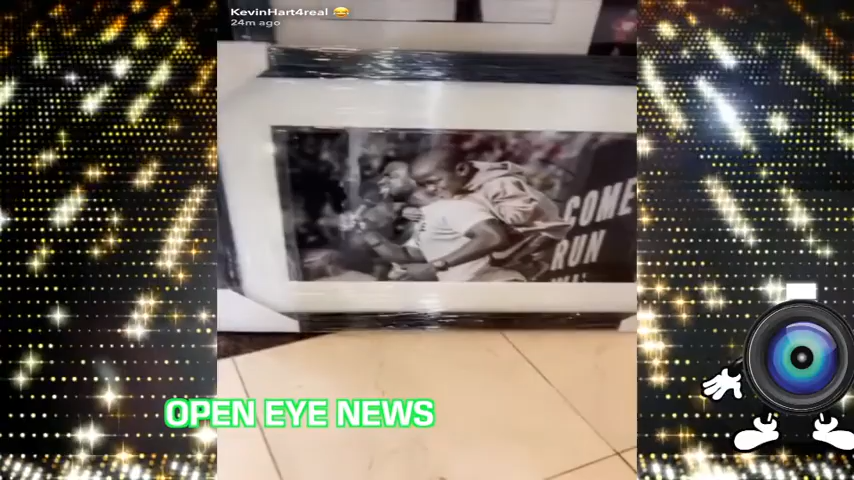 KevinHart4real 😂
24m ago
COME
RUN
OPEN EYE NEWS